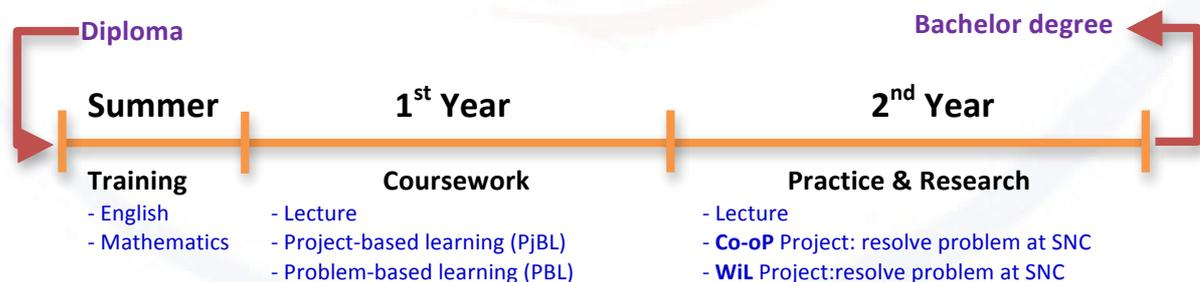 Diploma
Bachelor degree
Summer
1st Year
2nd Year
Training
- English
- Mathematics
Coursework
- Lecture
- Project-based learning (PjBL)
- Problem-based learning (PBL)
Practice & Research
- Lecture
- Co-oP Project: resolve problem at SNC
- WiL Project:resolve problem at SNC